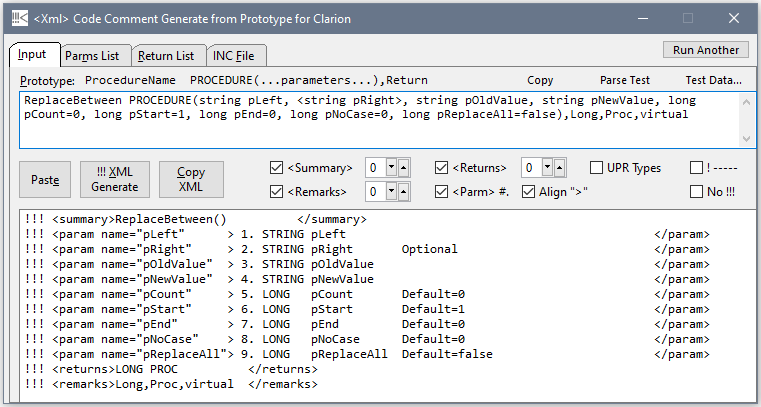 !!!< <Xml> Code Comment Generate from Prototype for Clarion
Input Parms List Return List INC File Run Another
Prototype: ProcedureName PROCEDURE(...parameters...),Return Copy Parse Test Test Data...
ReplaceBetween PROCEDURE(string pLeft, <string pRight>, string pOldValue, string pNewValue, long
pCount=0, long pStart=1, long pEnd=0, long pNoCase=0, long pReplaceAll=false),Long,Proc,virtual
Paste !!! XML Generate Copy XML
<Summary> 0 <Returns> 0 UPR Types ! -----
<Remarks> 0 <Parm> #. Align ">" No !!!
!!! <summary>ReplaceBetween()          </summary>
!!! <param name="pLeft"      > 1. STRING pLeft                                           </param>
!!! <param name="pRight"     > 2. STRING pRight      Optional                            </param>
!!! <param name="pOldValue"  > 3. STRING pOldValue                                       </param>
!!! <param name="pNewValue"  > 4. STRING pNewValue                                       </param>
!!! <param name="pCount"     > 5. LONG   pCount      Default=0                           </param>
!!! <param name="pStart"     > 6. LONG   pStart      Default=1                           </param>
!!! <param name="pEnd"       > 7. LONG   pEnd        Default=0                           </param>
!!! <param name="pNoCase"    > 8. LONG   pNoCase     Default=0                           </param>
!!! <param name="pReplaceAll"> 9. LONG   pReplaceAll Default=false                       </param>
!!! <returns>LONG PROC          </returns>
!!! <remarks>Long,Proc,virtual  </remarks>